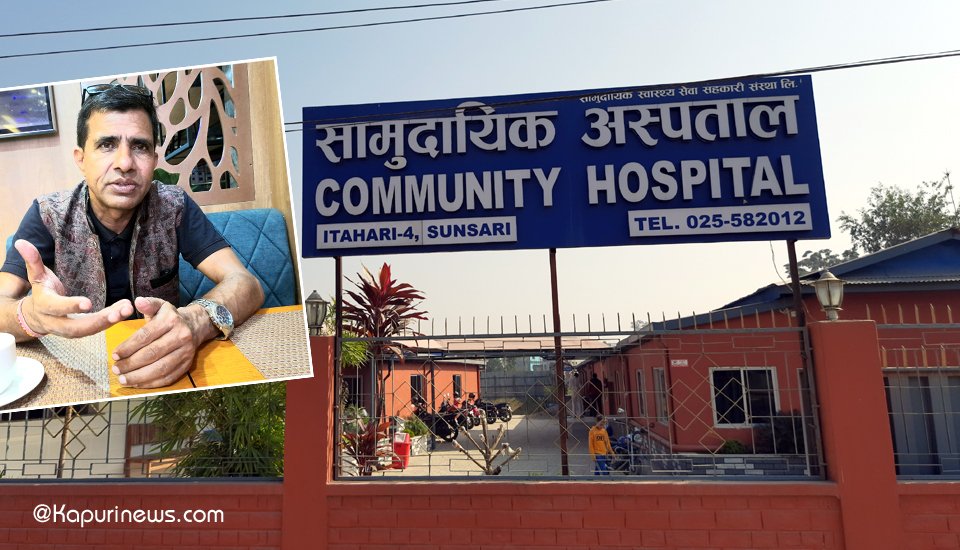 सामुदायिक स्वास्थ्य सेवा सहकारी संस्था लि.
सामुदायिक अस्पताल
COMMUNITY HOSPITAL
ITAHARI-4, SUNSARI
TEL. 025-582012
@Kapurinews.com